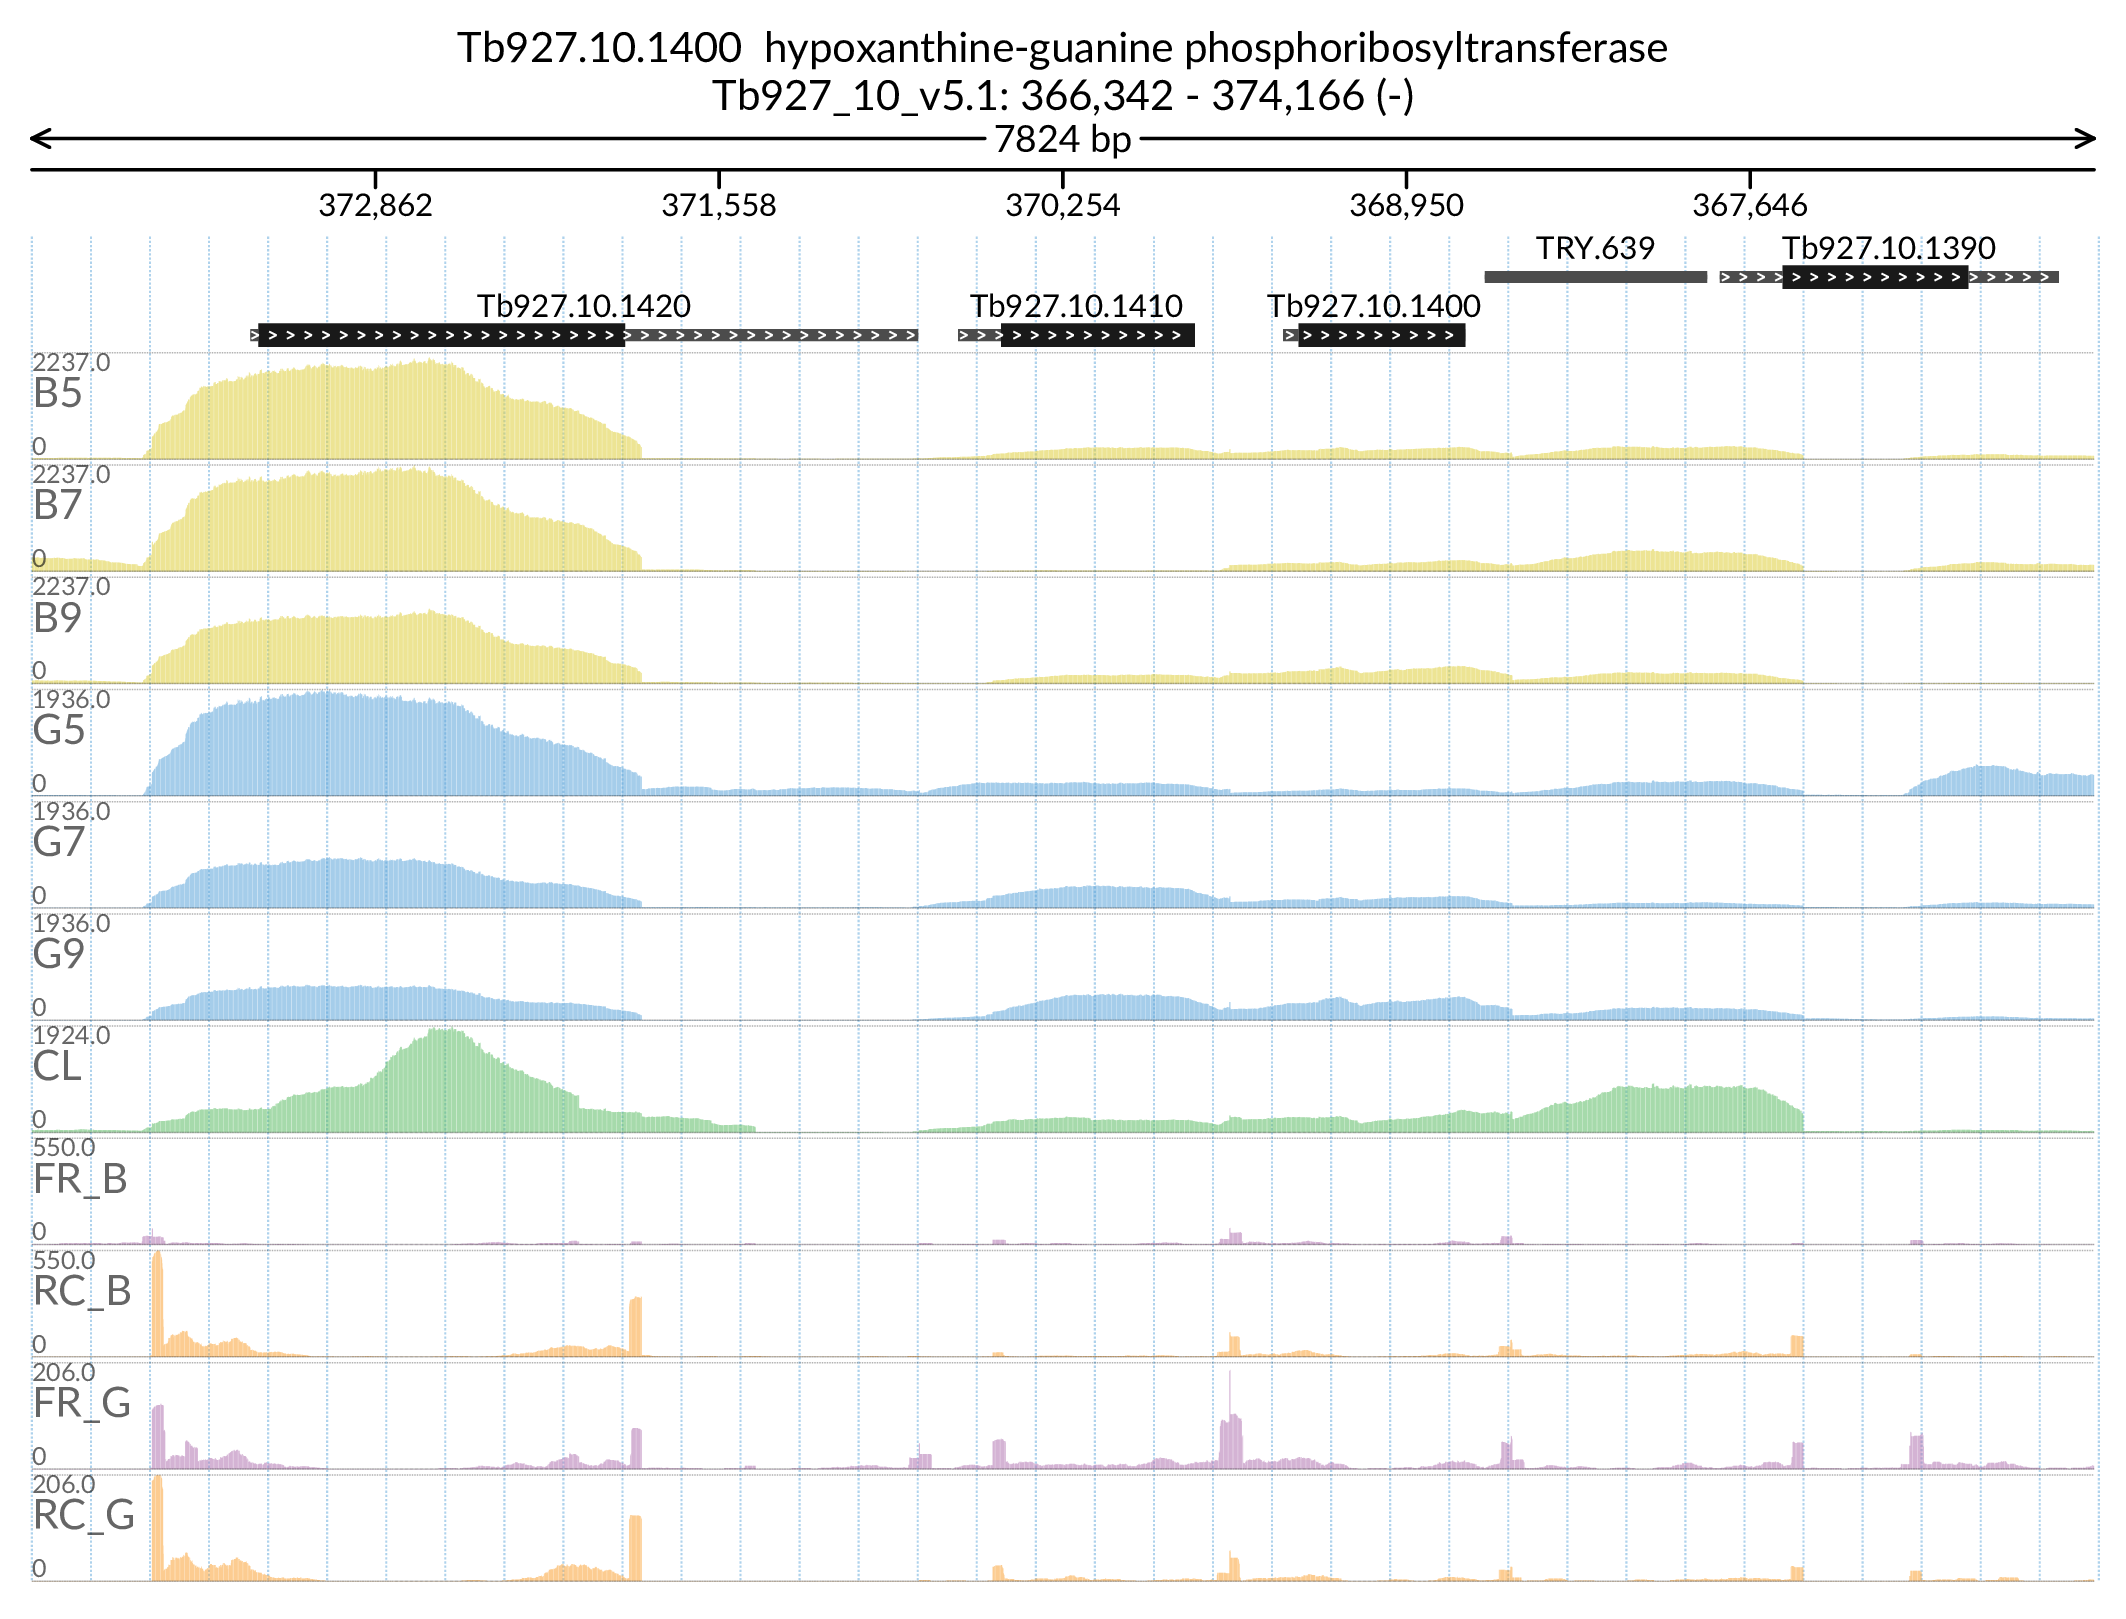 Tb927.10.1400 hypoxanthine-guanine phosphoribosyltransferase
Tb927_10_v5.1: 366,342 - 374,166 (-)
7824 bp
372,862 371,558 370,254 368,950 367,646
TRY.639 Tb927.10.1390
Tb927.10.1420 Tb927.10.1410 Tb927.10.1400
2237.0
B5
0
2237.0
B7
0
2237.0
B9
0
1936.0
G5
0
1936.0
G7
0
1936.0
G9
0
1924.0
CL
0
550.0
FR_B
0
550.0
RC_B
0
206.0
FR_G
0
206.0
RC_G
0